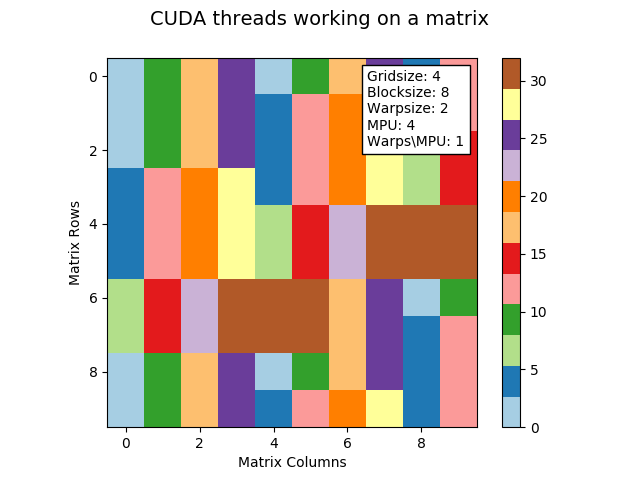 CUDA threads working on a matrix
Gridsize: 4
Blocksize: 8
Warpsize: 2
MPU: 4
Warps\MPU: 1
Matrix Rows
0
2
4
6
8
0 2 4 6 8
Matrix Columns
30
25
20
15
10
5
0